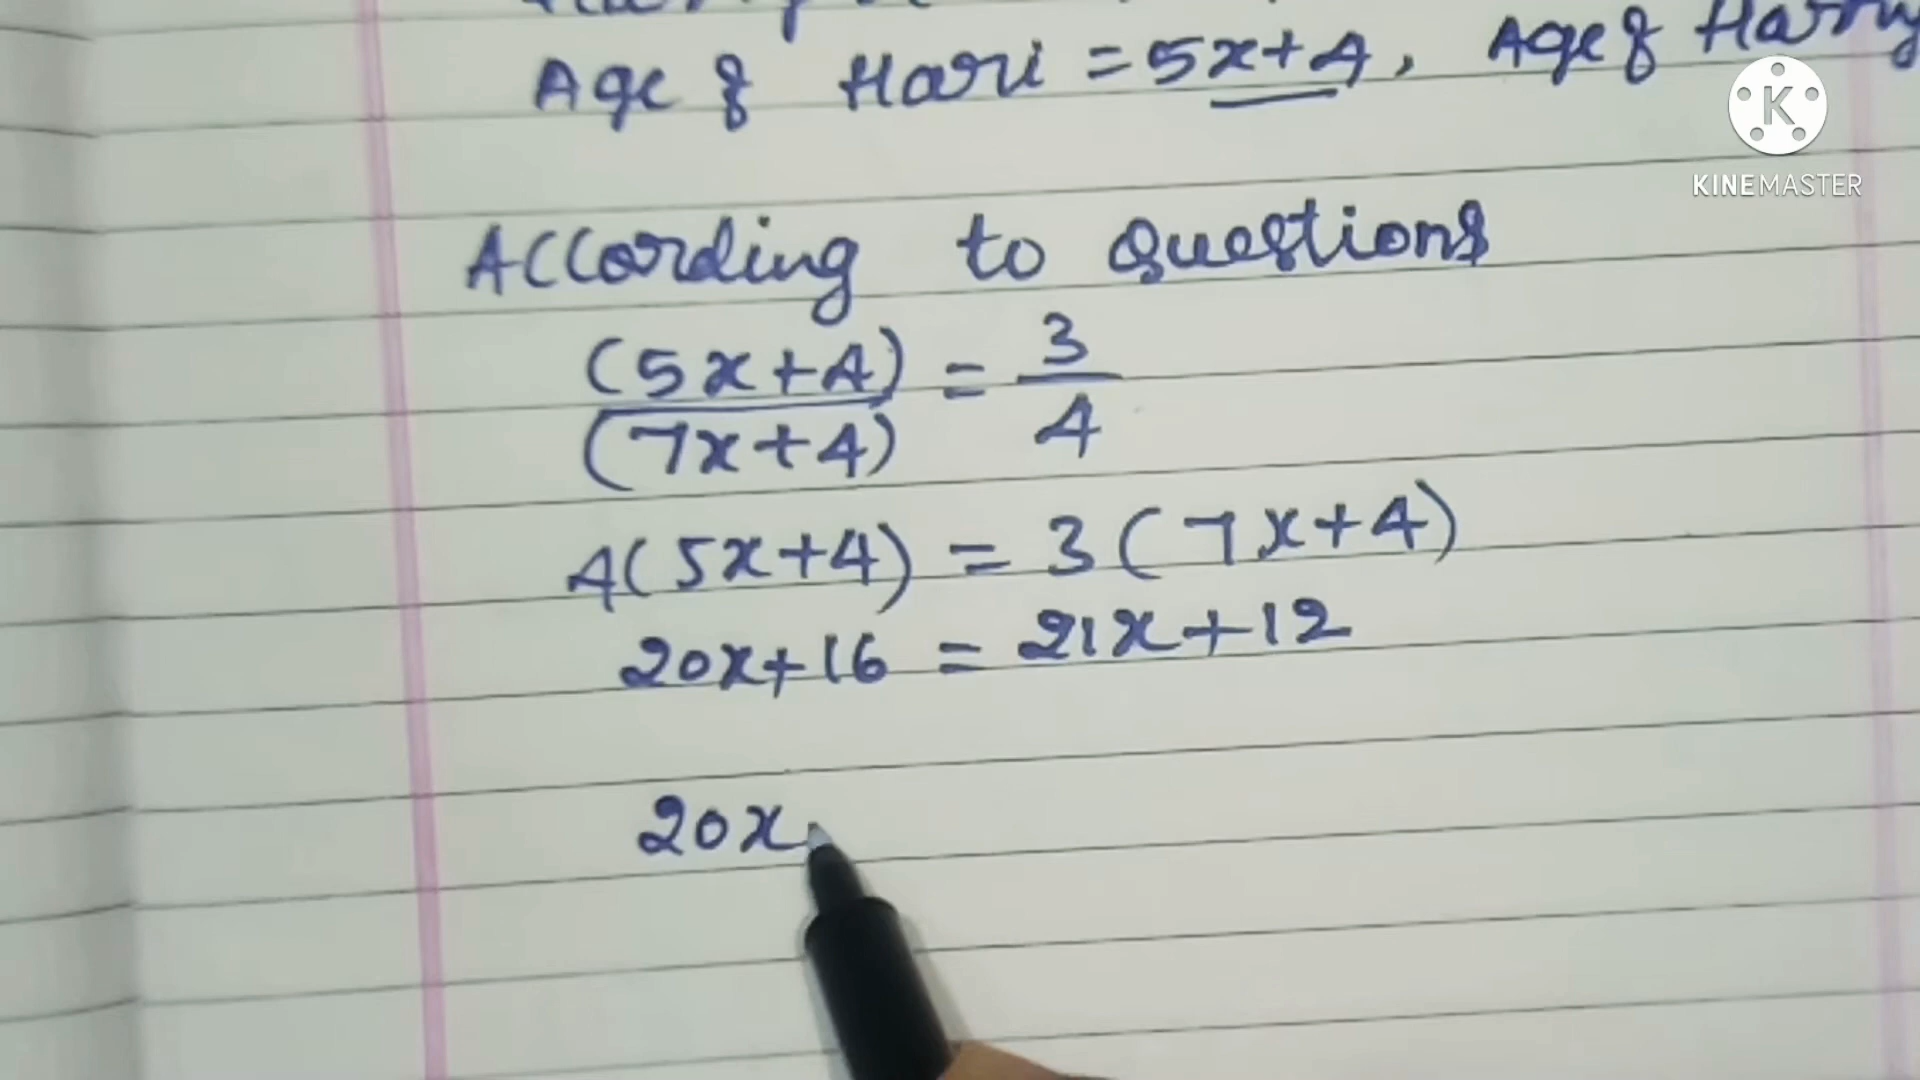 Age of Hari = 5x+4, Age of Harry
K
KINEMASTER
According to Questions
(5x+4) = 3
(7x+4) 4
4(5x+4) = 3(7x+4)
20x+16 = 21x+12
20x